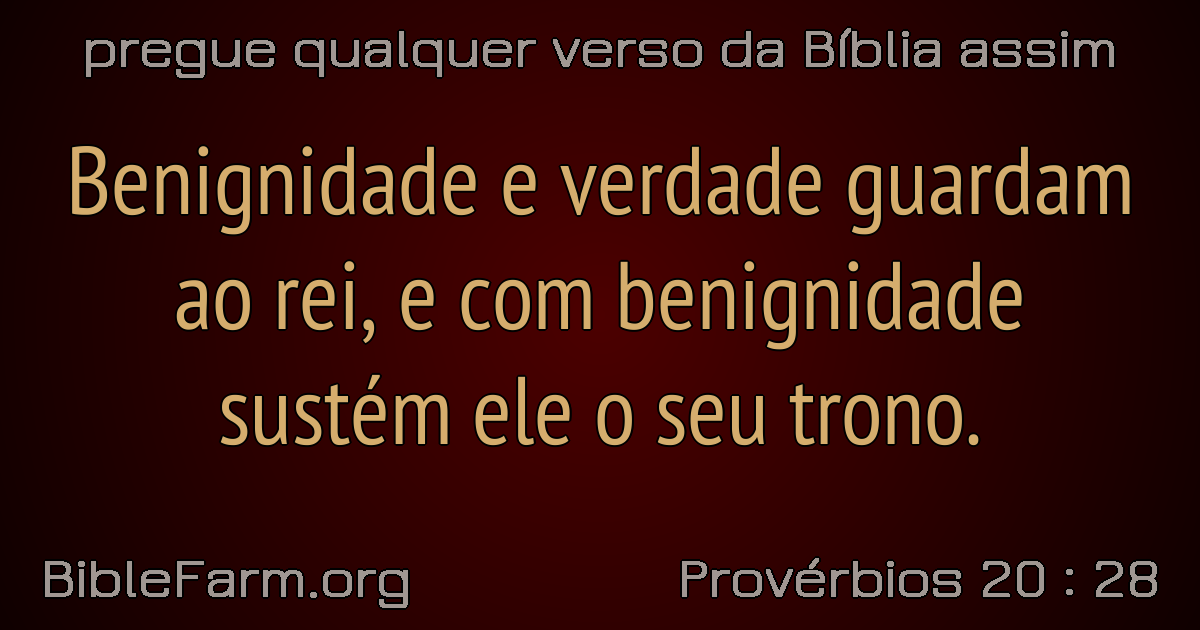 pregue qualquer verso da Bíblia assim
Benignidade e verdade guardam
ao rei, e com benignidade
sustém ele o seu trono.
BibleFarm.org
Provérbios 20 : 28